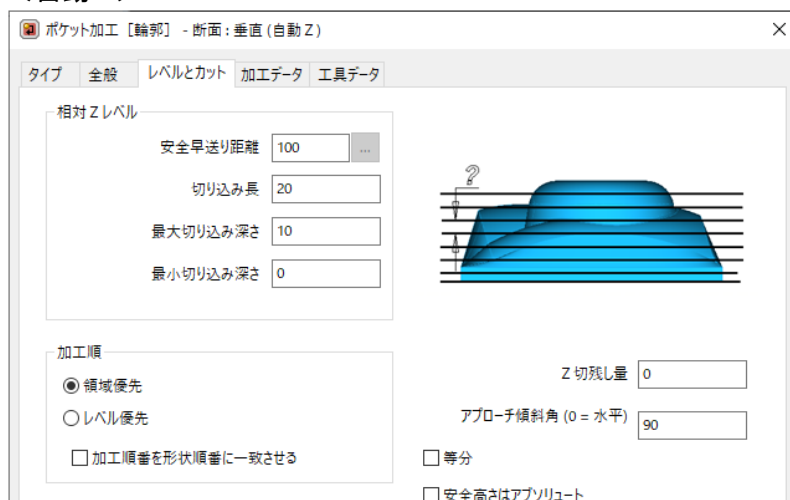 ポケット加工［輪郭］ - 断面：垂直(自動Z)
タイプ 全般 レベルとカット 加工データ 工具データ
相対Zレベル
安全早送り距離 100 ...
切り込み長 20
最大切り込み深さ 10
最小切り込み深さ 0
?
加工順
領域優先
レベル優先
加工順番を形状順番に一致させる
Z 切残し量 0
アプローチ傾斜角 (0 = 水平) 90
等分
安全高さはアブソリュート